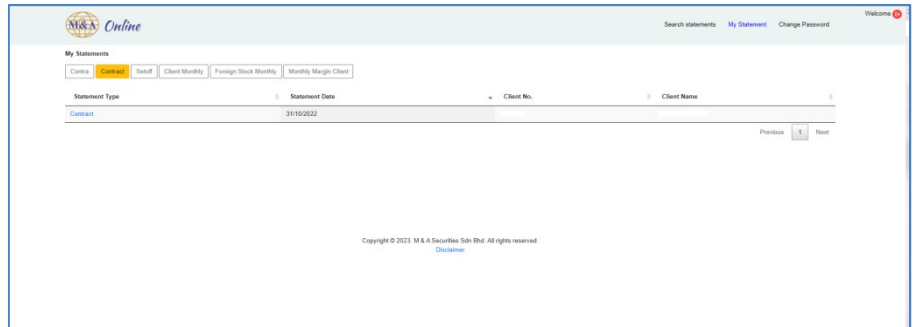 M&A Online
Welcome
Search statements My Statement Change Password
My Statements
Contra Contract Setoff Client Monthly Foreign Stock Monthly Monthly Margin Client
Statement Type Statement Date Client No. Client Name
Contract 31/10/2022
Previous 1 Next
Copyright © 2023 M & A Securities Sdn Bhd. All rights reserved.
Disclaimer